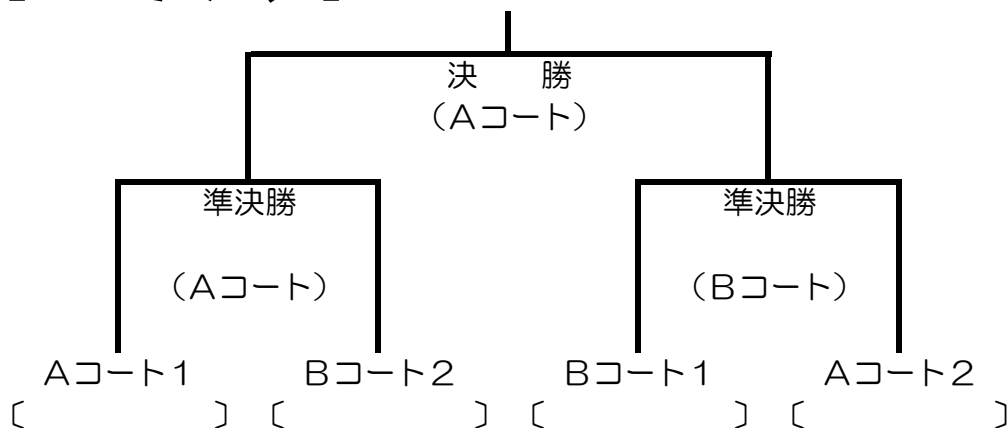 決　　勝
（Aコート）
準決勝　準決勝
（Aコート）　（Bコート）
Aコート1　Bコート2　Bコート1　Aコート2
〔　　　　〕〔　　　　〕〔　　　　〕〔　　　　〕